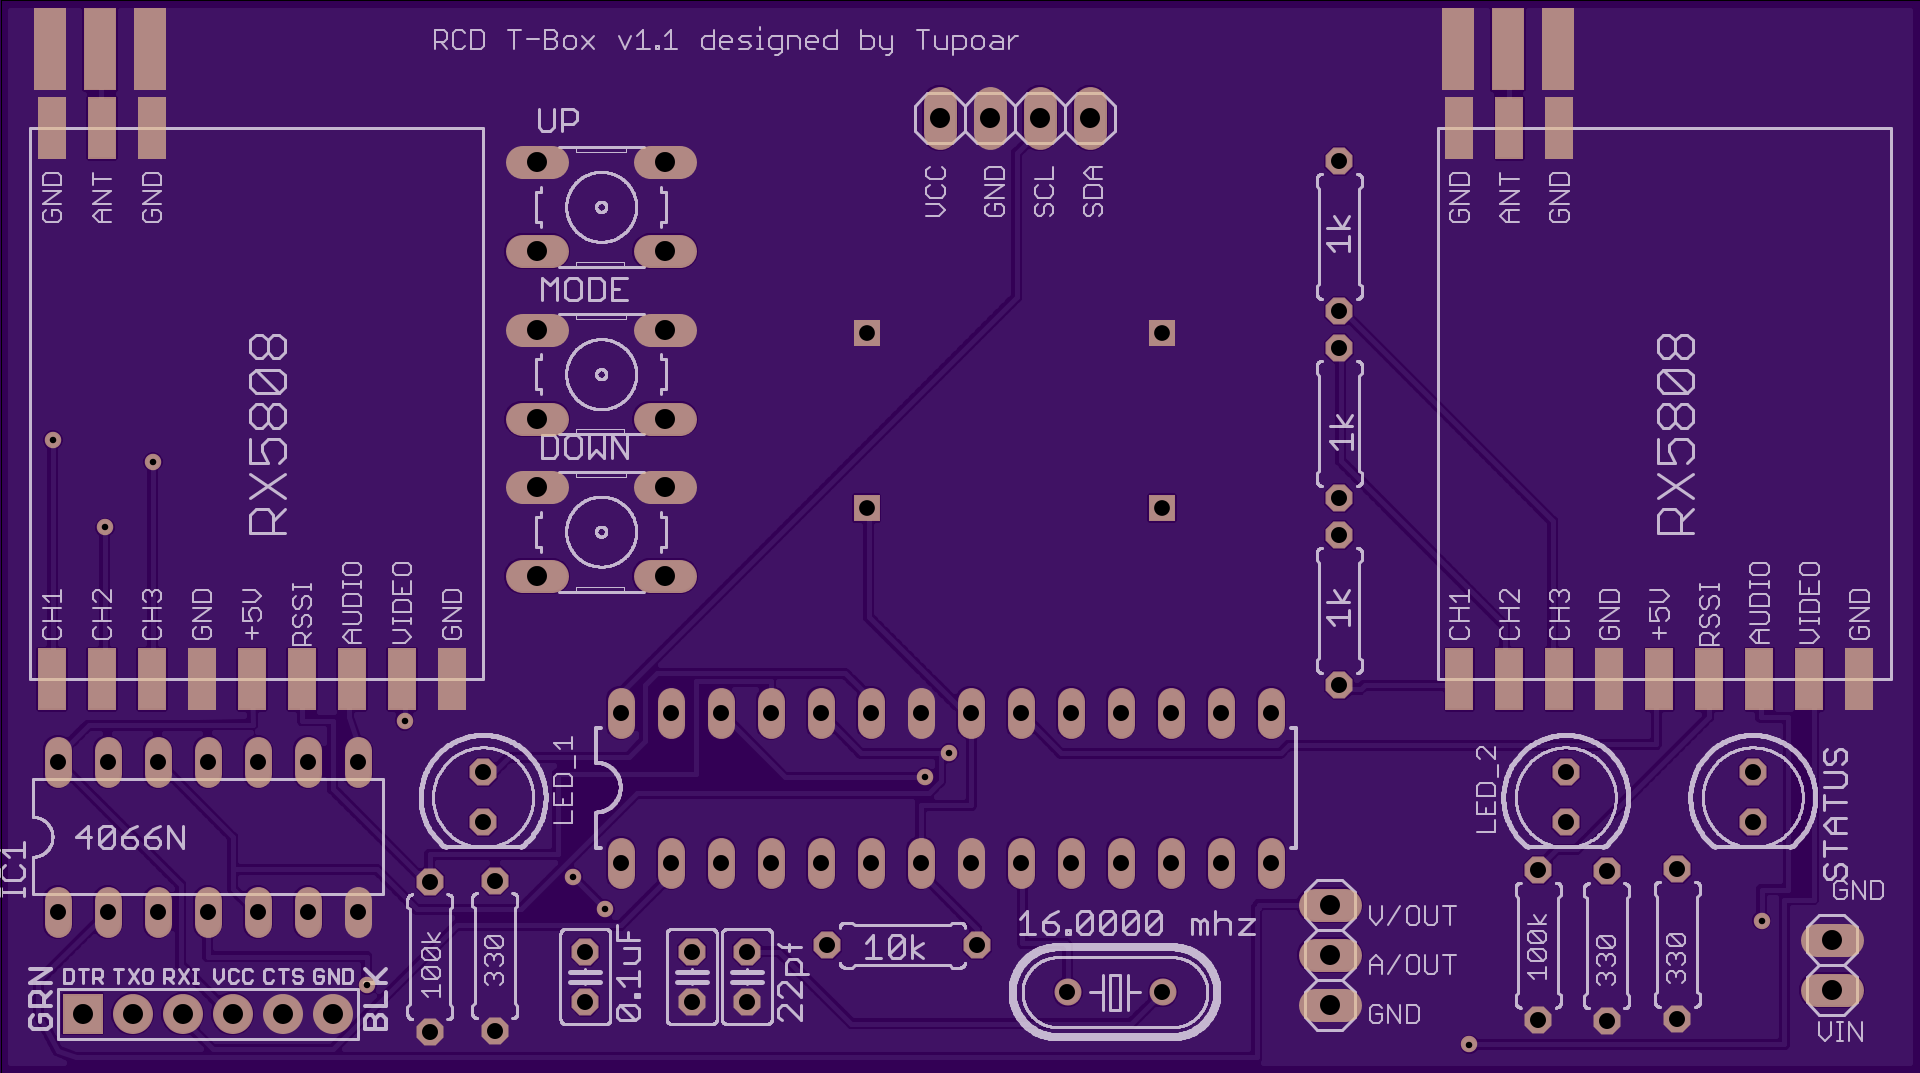 RCD T-Box v1.1 designed by Tupoar
UP
MODE
DOWN
VCC
GND
SCL
SDA
GND
ANT
GND
RX5808
CH1
CH2
CH3
GND
+5V
RSSI
AUDIO
VIDEO
GND
1k
1k
1k
GND
ANT
GND
RX5808
CH1
CH2
CH3
GND
+5V
RSSI
AUDIO
VIDEO
GND
IC1
4066N
LED_1
LED_2
STATUS
GRN
DTR TXO RXI VCC CTS GND
BLK
100k
330
0.1uF
22pf
10k
16.0000 mhz
V/OUT
A/OUT
GND
100k
330
330
GND
VIN